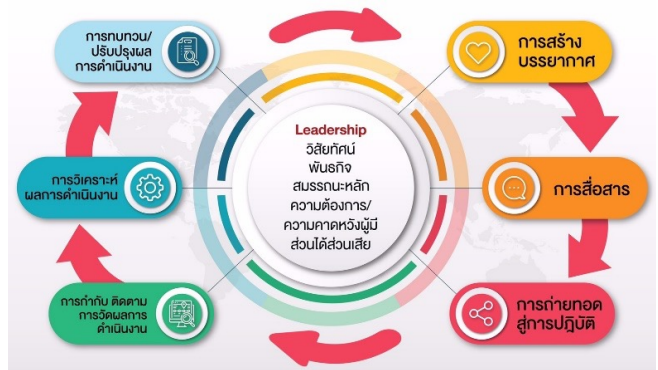 การทบทวน/
ปรับปรุงผล
การดำเนินงาน
การสร้าง
บรรยากาศ
Leadership
วิสัยทัศน์
พันธกิจ
สมรรถนะหลัก
ความต้องการ/
ความคาดหวังผู้มี
ส่วนได้ส่วนเสีย
การวิเคราะห์
ผลการดำเนินงาน
การสื่อสาร
การกำกับ ติดตาม
การวัดผลการ
ดำเนินงาน
การถ่ายทอด
สู่การปฏิบัติ